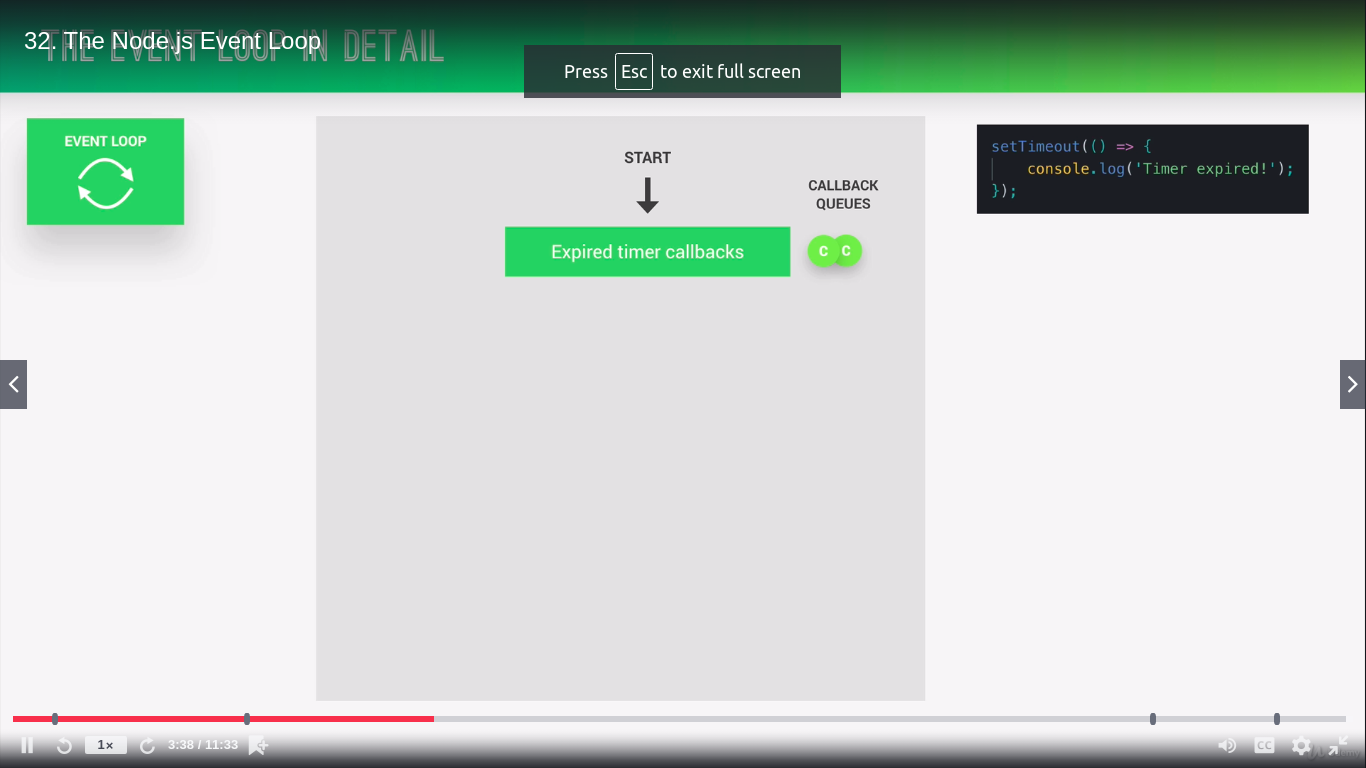 THE EVENT LOOP IN DETAIL
32. The Node.js Event Loop
Press Esc to exit full screen
EVENT LOOP
START
CALLBACK
QUEUES
Expired timer callbacks
C C
setTimeout(() => {
console.log('Timer expired!');
});
1x
3:38 / 11:33
CC